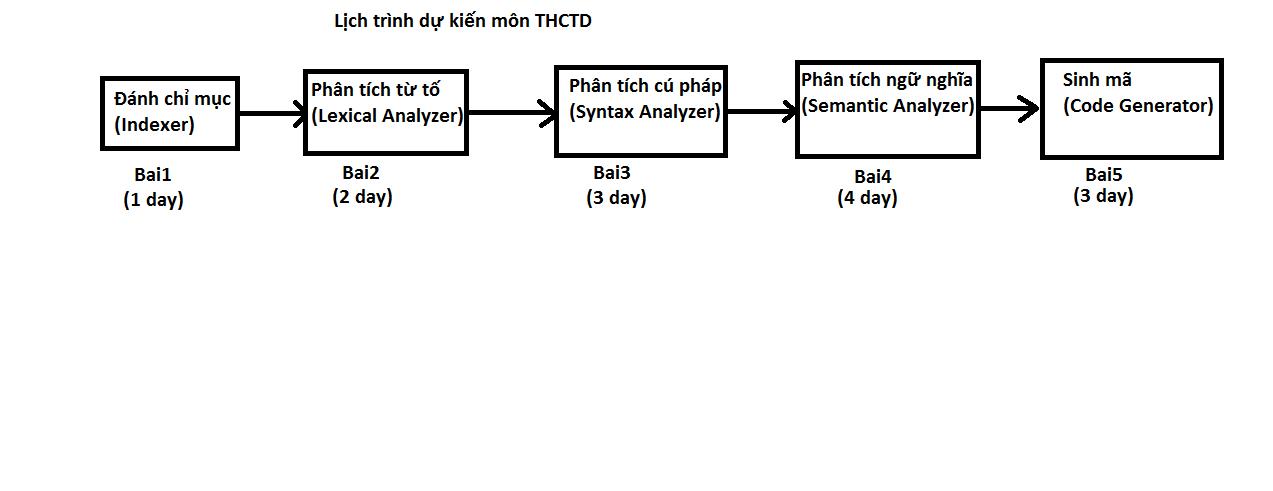 Lịch trình dự kiến môn THCTD
Đánh chỉ mục
(Indexer)
Bai1
(1 day)
Phân tích từ tố
(Lexical Analyzer)
Bai2
(2 day)
Phân tích cú pháp
(Syntax Analyzer)
Bai3
(3 day)
Phân tích ngữ nghĩa
(Semantic Analyzer)
Bai4
(4 day)
Sinh mã
(Code Generator)
Bai5
(3 day)